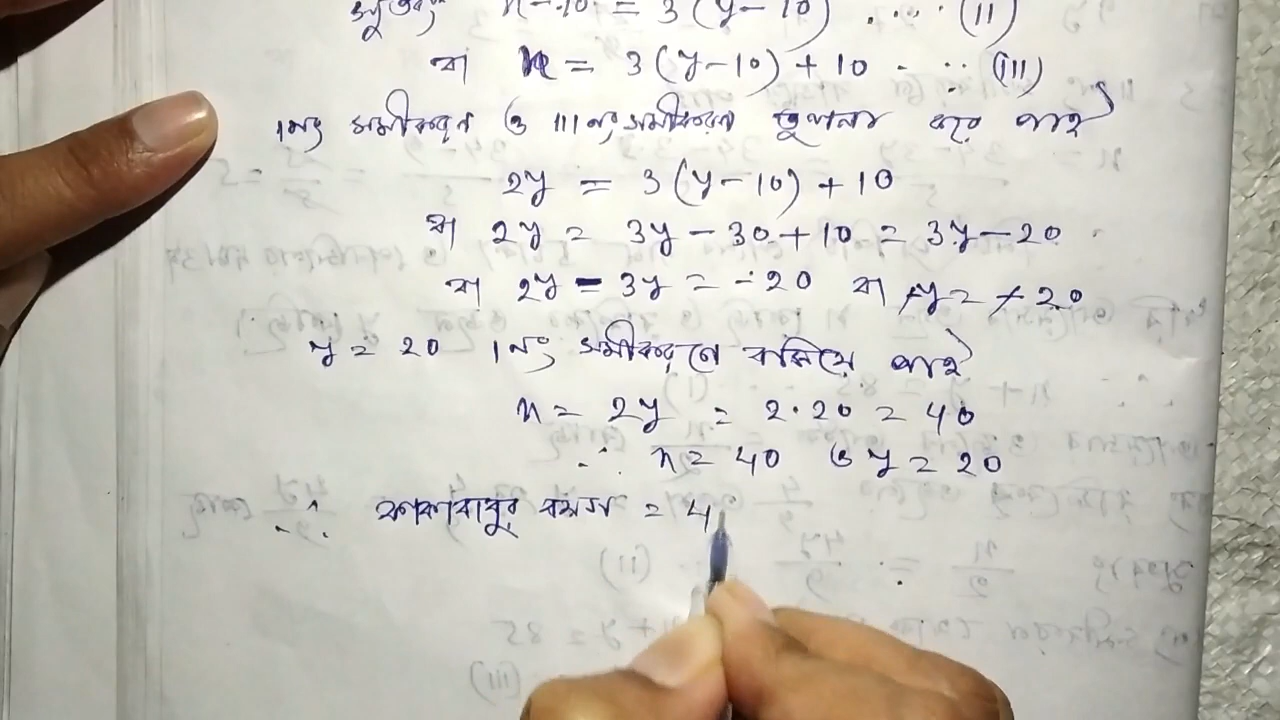 x - 10 = 3(y-10) .... (II)
বা x = 3(y-10) + 10 - .. (III)
1নং সমীকরণ ও IIIনং সমীকরণ তুলনা করে পাই
2y = 3(y-10) + 10
বা 2y = 3y - 30 + 10 = 3y - 20
বা 2y - 3y = -20 বা -y = -20
y = 20 1নং সমীকরণে বসিয়ে পাই
x = 2y = 2·20 = 40
∴ x = 40 ও y = 20
∴ কাকাবাবুর বয়স = 4